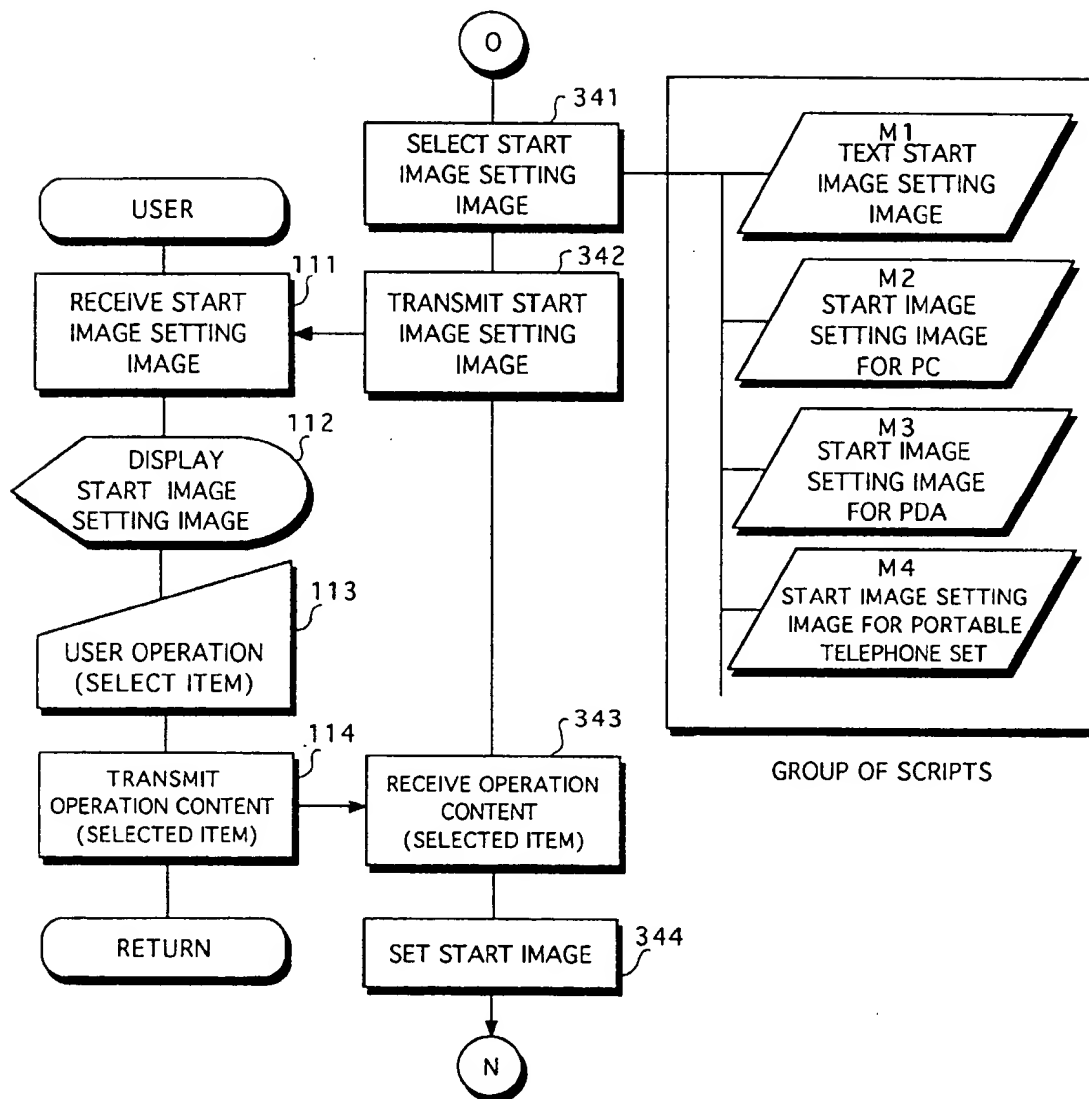 O
341
SELECT START
IMAGE SETTING
IMAGE
M1
TEXT START
IMAGE SETTING
IMAGE
USER
342
111
RECEIVE START
IMAGE SETTING
IMAGE
TRANSMIT START
IMAGE SETTING
IMAGE
M2
START IMAGE
SETTING IMAGE
FOR PC
112
DISPLAY
START IMAGE
SETTING IMAGE
M3
START IMAGE
SETTING IMAGE
FOR PDA
113
USER OPERATION
(SELECT ITEM)
M4
START IMAGE SETTING
IMAGE FOR PORTABLE
TELEPHONE SET
114
TRANSMIT
OPERATION CONTENT
(SELECTED ITEM)
343
RECEIVE OPERATION
CONTENT
(SELECTED ITEM)
GROUP OF SCRIPTS
RETURN
SET START IMAGE
344
N